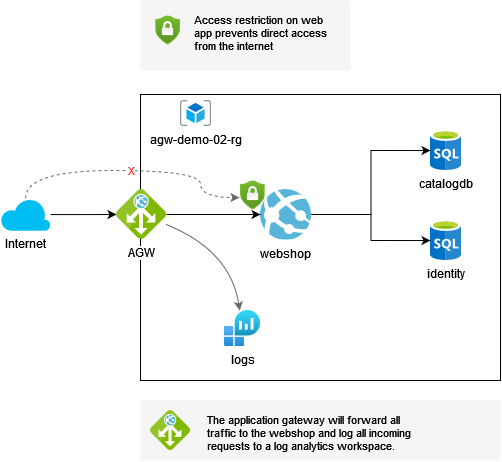 Access restriction on web
app prevents direct access
from the internet
agw-demo-02-rg
X
SQL
catalogdb
Internet
AGW
webshop
SQL
identity
logs
The application gateway will forward all
traffic to the webshop and log all incoming
requests to a log analytics workspace.